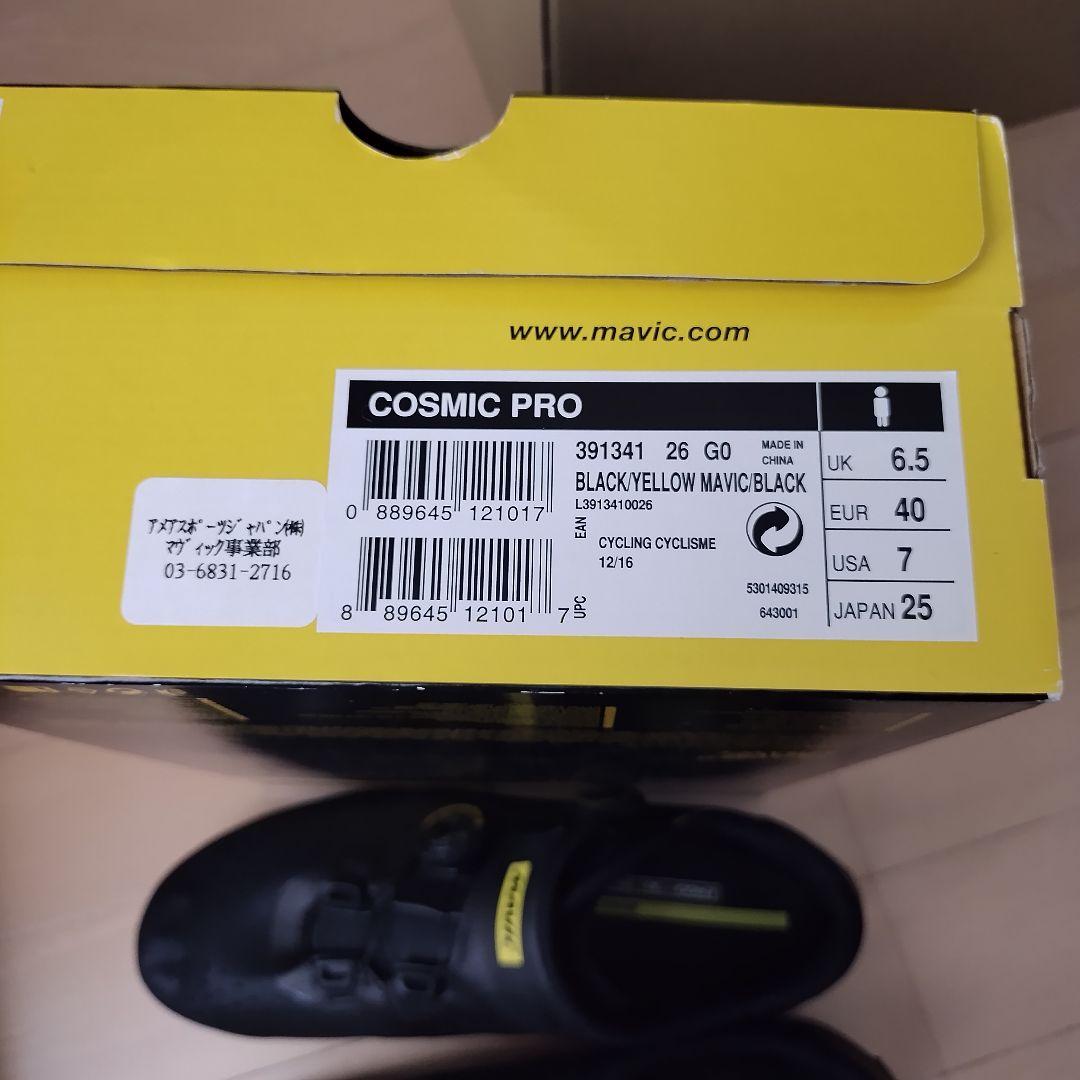 www.mavic.com
COSMIC PRO
391341 26 G0 MADE IN CHINA
BLACK/YELLOW MAVIC/BLACK
L3913410026
0 889645 121017
EAN
CYCLING CYCLISME
12/16
8 89645 12101 7
UPC
5301409315
643001
UK 6.5
EUR 40
USA 7
JAPAN 25
ｱﾒｱｽﾎﾟｰﾂｼﾞｬﾊﾟﾝ㈱
ﾏｳﾞｨｯｸ事業部
03-6831-2716
MAVIC